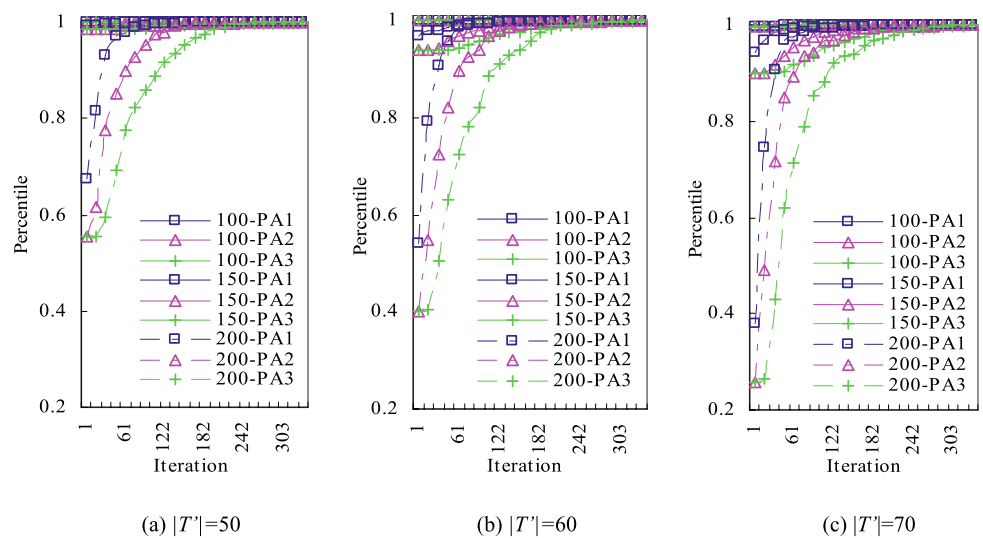 1
0.8
0.6
0.4
0.2
Percentile
100-PA1
100-PA2
100-PA3
150-PA1
150-PA2
150-PA3
200-PA1
200-PA2
200-PA3
1
61
122
182
242
303
Iteration
(a) |T’|=50
1
0.8
0.6
0.4
0.2
Percentile
100-PA1
100-PA2
100-PA3
150-PA1
150-PA2
150-PA3
200-PA1
200-PA2
200-PA3
1
61
122
182
242
303
Iteration
(b) |T’|=60
1
0.8
0.6
0.4
0.2
Percentile
100-PA1
100-PA2
100-PA3
150-PA1
150-PA2
150-PA3
200-PA1
200-PA2
200-PA3
1
61
122
182
242
303
Iteration
(c) |T’|=70